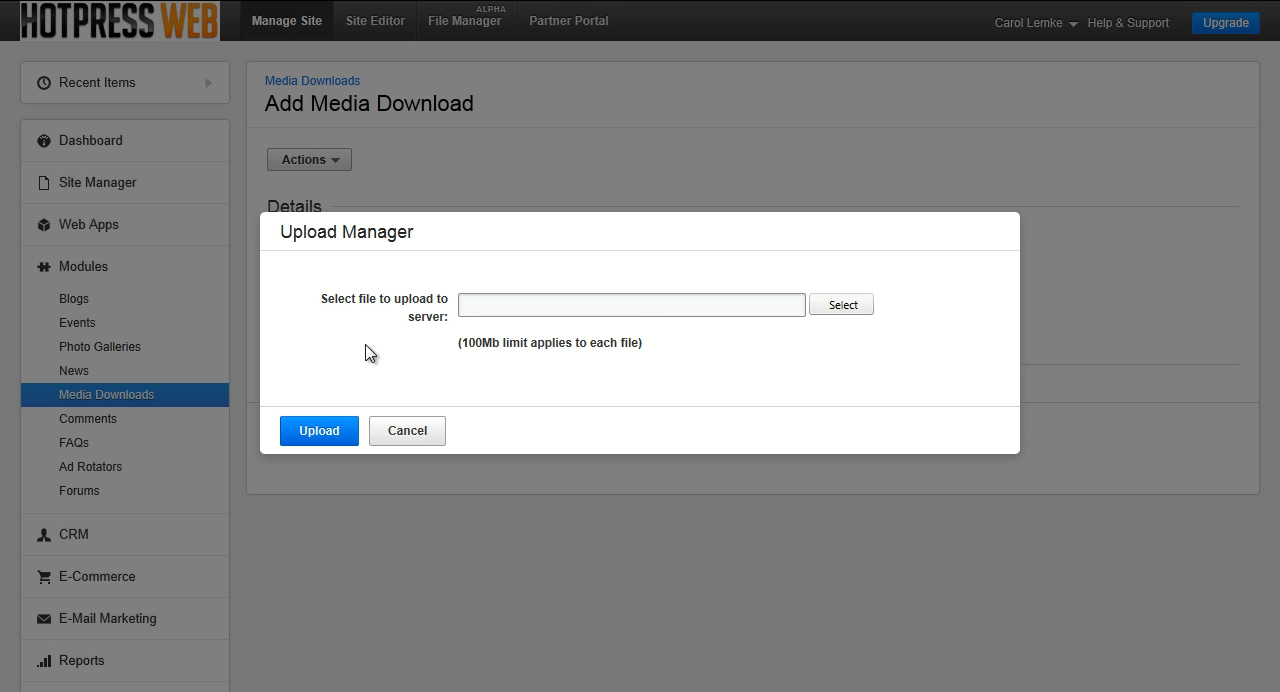 HOTPRESS WEB
Manage Site
Site Editor
ALPHA
File Manager
Partner Portal
Carol Lemke
Help & Support
Upgrade
Recent Items
Dashboard
Site Manager
Web Apps
Modules
Blogs
Events
Photo Galleries
News
Media Downloads
Comments
FAQs
Ad Rotators
Forums
CRM
E-Commerce
E-Mail Marketing
Reports
Media Downloads
Add Media Download
Actions
Details
Upload Manager
Select file to upload to
server:
Select
(100Mb limit applies to each file)
Upload
Cancel